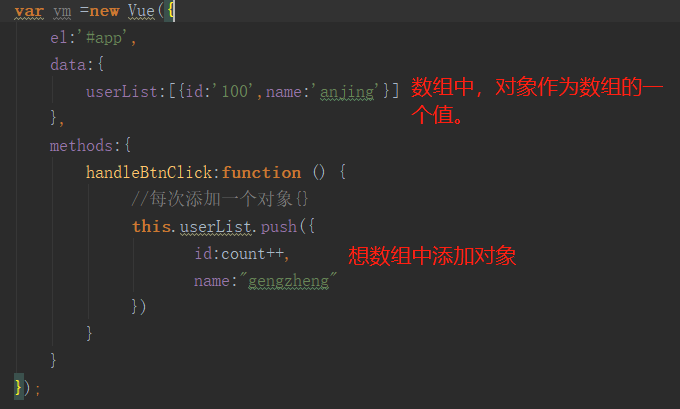 var vm =new Vue({
el:'#app',
data:{
userList:[{id:'100',name:'anjing'}] 数组中，对象作为数组的一个值。
},
methods:{
handleBtnClick:function () {
//每次添加一个对象{}
this.userList.push({
id:count++, 想数组中添加对象
name:"gengzheng"
})
}
}
});